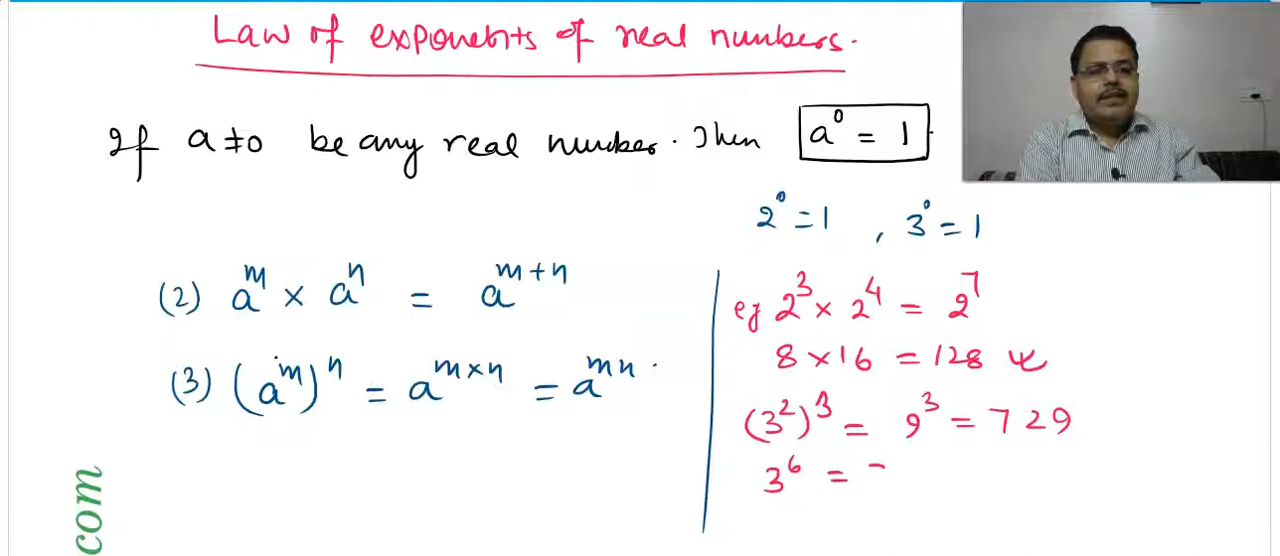 Law of exponents of real numbers.
If a ≠ 0 be any real number. Then a⁰ = 1
2⁰ = 1 , 3⁰ = 1
(2) aᵐ × aⁿ = aᵐ⁺ⁿ
(3) (aᵐ)ⁿ = aᵐˣⁿ = aᵐⁿ.
eg 2³ × 2⁴ = 2⁷
8 × 16 = 128
(3²)³ = 9³ = 729
3⁶ =
com